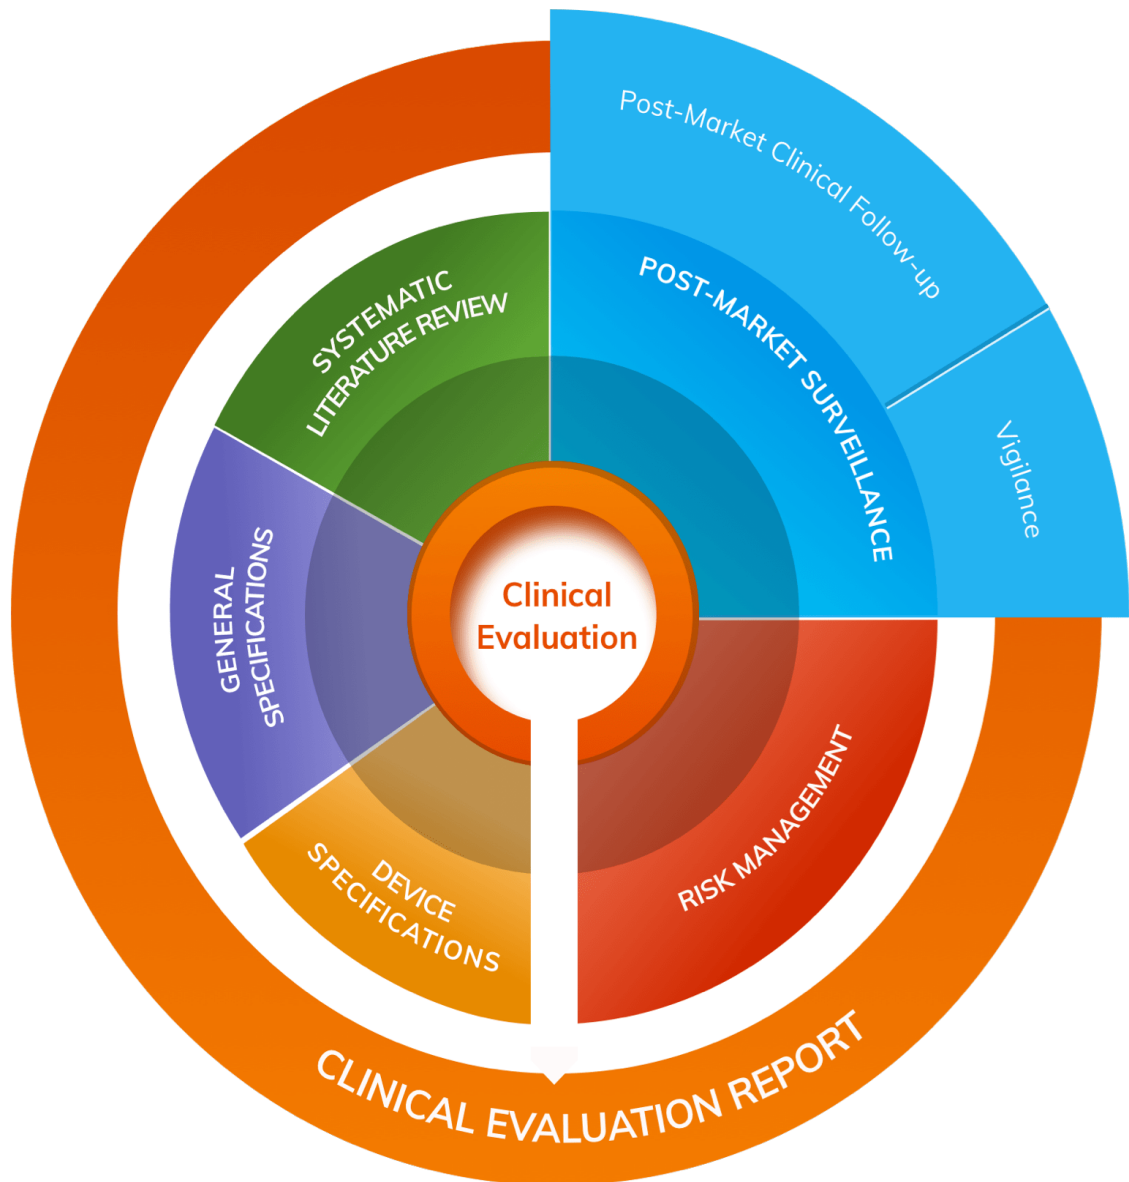 Post-Market Clinical Follow-up
POST-MARKET SURVEILLANCE
Vigilance
SYSTEMATIC
LITERATURE REVIEW
GENERAL
SPECIFICATIONS
Clinical
Evaluation
DEVICE
SPECIFICATIONS
RISK MANAGEMENT
CLINICAL EVALUATION REPORT